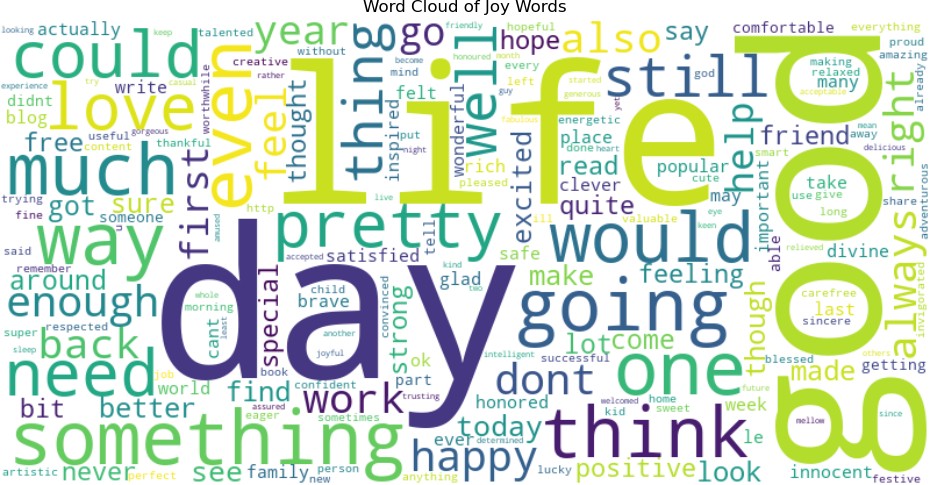 Word Cloud of Joy Words
looking
actually
keep
talented
year
go
become
friendly
honoured
month
hopeful
also
say
comfortable
everything
proud
amazing
could
creative
rather
without
mind
well
hope
every
left
guy
still
god
making
relaxed
many
already
experience
try
casual
love
write
worthwhile
even
feel
thing
felt
started
generous
yet
acceptable
didnt
blog
gorgeous
thought
inspired
put
night
wonderful
fabulous
energetic
help
friend
mean
away
free
useful
content
thankful
life
excited
place
done
heart
smart
delicious
good
much
first
rich
pleased
read
popular
cute
important
take
use
give
long
share
right
adventurous
trying
fine
got
sure
someone
us
http
live
clever
quite
may
eye
valuable
ill
keen
able
always
said
way
amused
pretty
tell
would
relieved
divine
remember
around
accepted
satisfied
kind
glad
safe
make
feeling
carefree
last
sincere
invigorated
enough
day
special
whole
morning
child
brave
convinced
strong
two
going
though
super
respected
back
cant
least
another
lot
come
blessed
made
others
getting
sleep
joyful
ok
intelligent
successful
need
job
world
find
book
confident
part
trusting
dont
one
home
sweet
future
bit
better
eager
assured
work
sometimes
honored
welcomed
kid
week
mellow
since
something
today
think
le
ever
determined
happy
artistic
never
perfect
see
family
person
new
anything
lucky
positive
look
innocent
festive